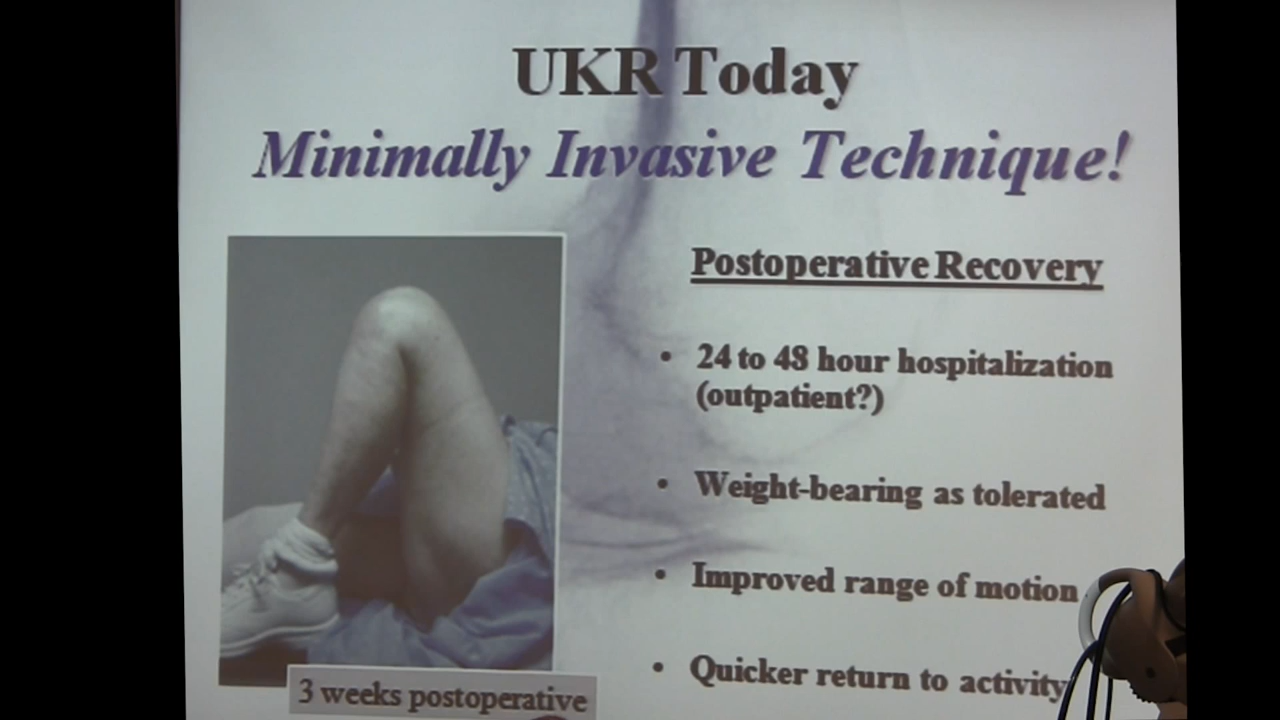 UKR Today
Minimally Invasive Technique!
Postoperative Recovery
• 24 to 48 hour hospitalization
(outpatient?)
• Weight-bearing as tolerated
• Improved range of motion
• Quicker return to activity
3 weeks postoperative